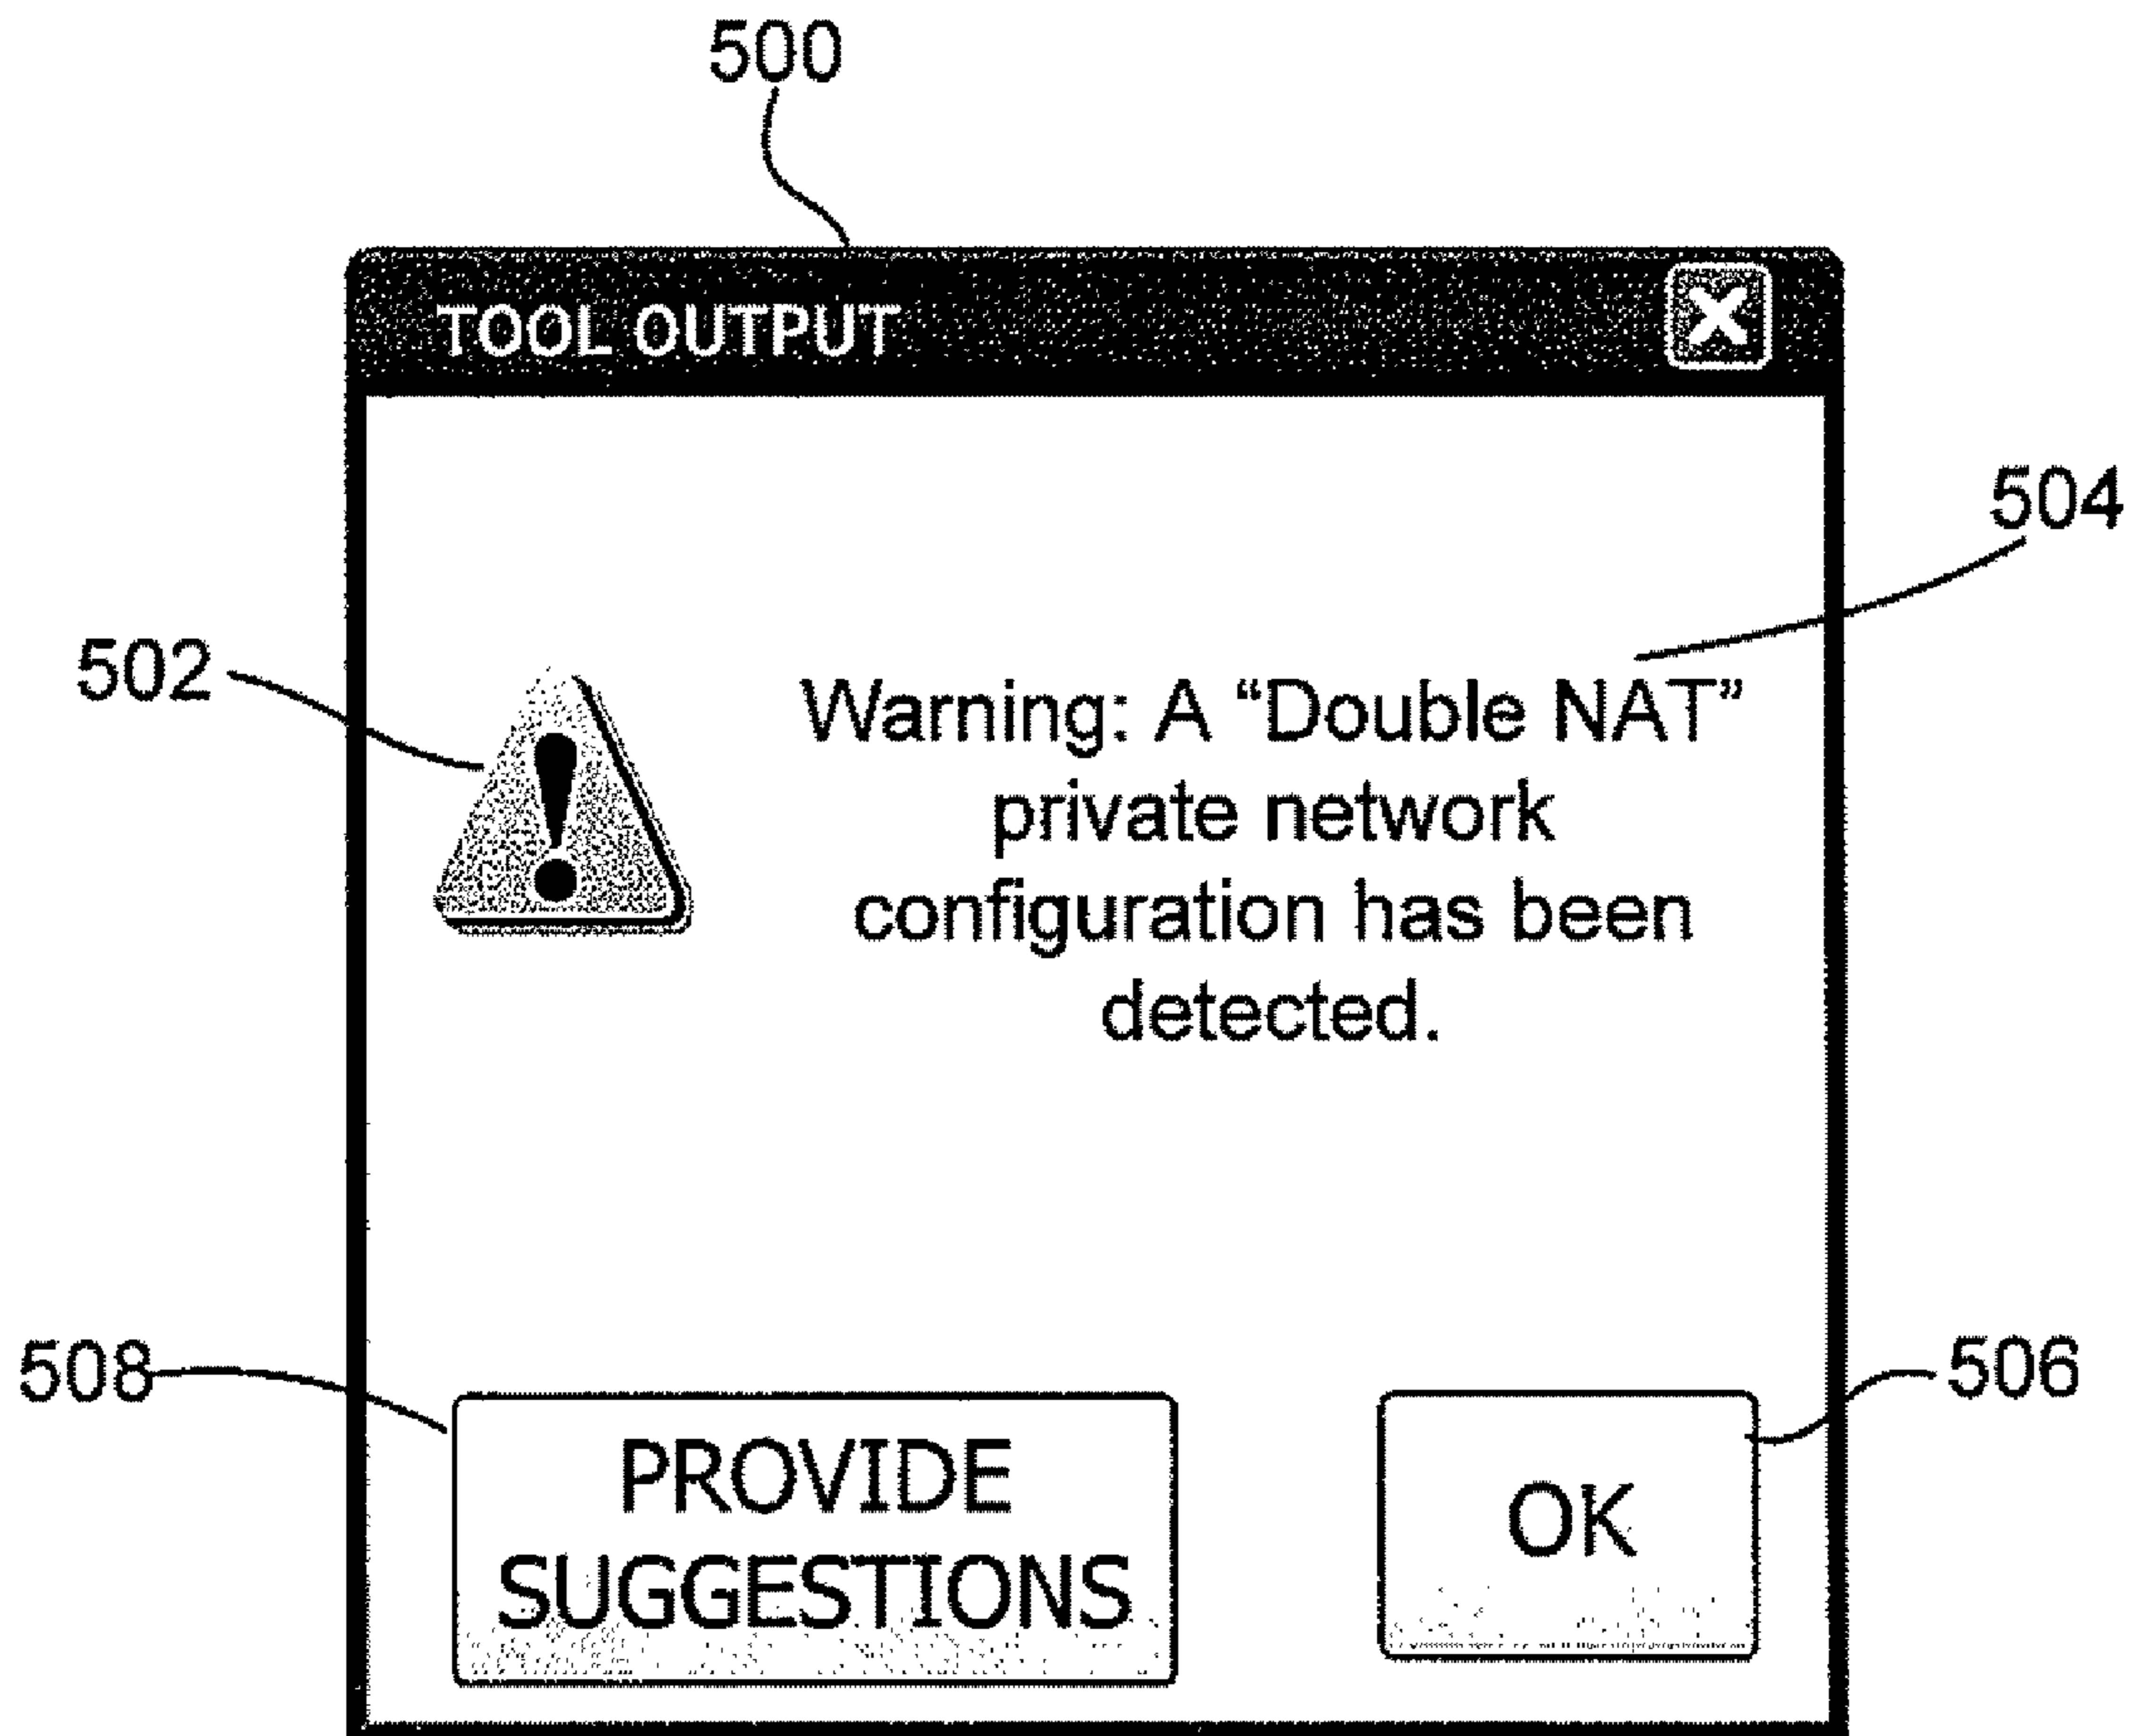 500
TOOL OUTPUT
504
502
Warning: A “Double NAT”
private network
configuration has been
detected.
508
506
PROVIDE
SUGGESTIONS
OK